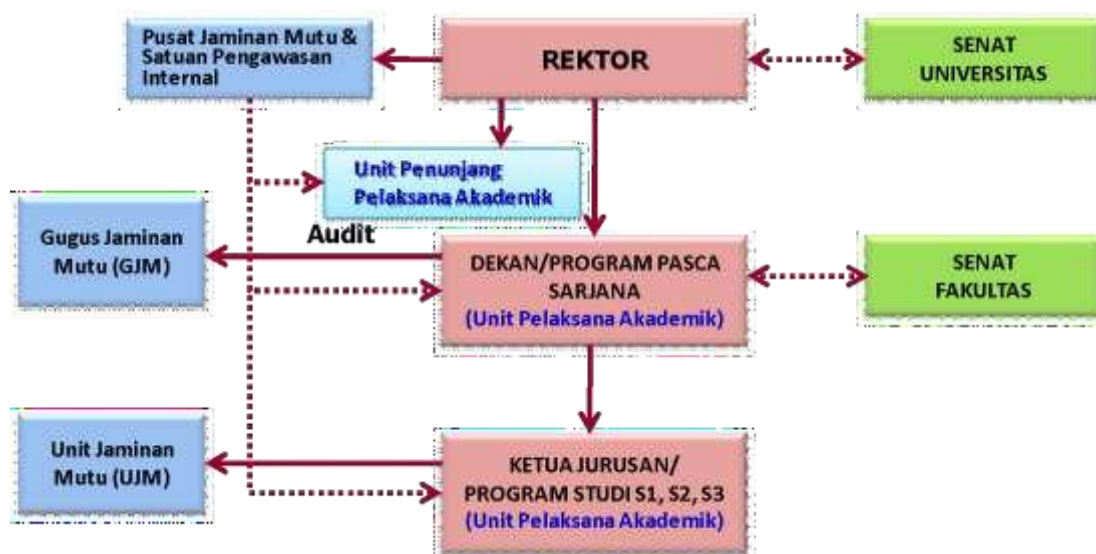 Pusat Jaminan Mutu &
Satuan Pengawasan
Internal
REKTOR
SENAT
UNIVERSITAS
Unit Penunjang
Pelaksana Akademik
Audit
Gugus Jaminan
Mutu (GJM)
DEKAN/PROGRAM PASCA
SARJANA
(Unit Pelaksana Akademik)
SENAT
FAKULTAS
Unit Jaminan
Mutu (UJM)
KETUA JURUSAN/
PROGRAM STUDI S1, S2, S3
(Unit Pelaksana Akademik)